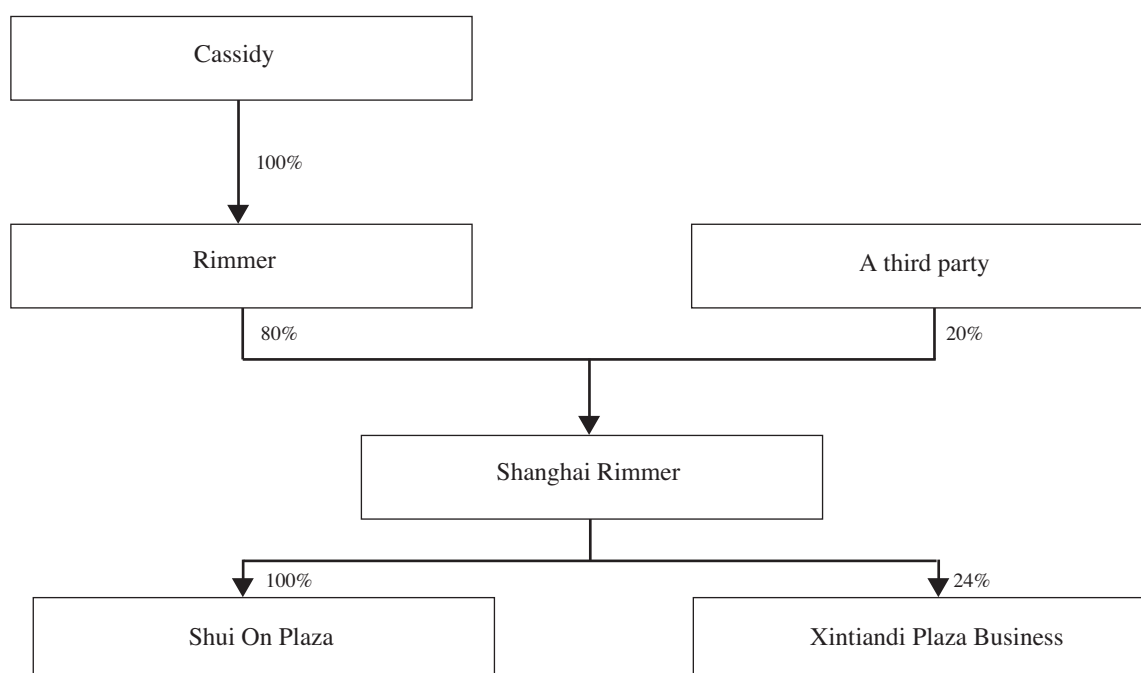 Cassidy
100%
Rimmer
A third party
80%
20%
Shanghai Rimmer
100%
24%
Shui On Plaza
Xintiandi Plaza Business